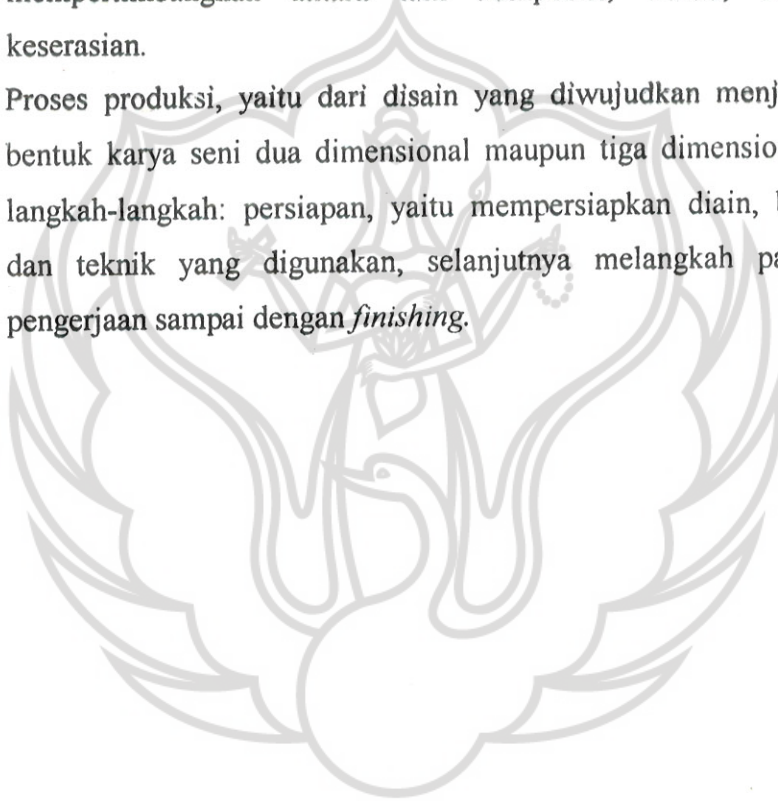 keserasian.
Proses produksi, yaitu dari disain yang diwujudkan menj
bentuk karya seni dua dimensional maupun tiga dimensio
langkah-langkah: persiapan, yaitu mempersiapkan diain,
dan teknik yang digunakan, selanjutnya melangkah pa
pengerjaan sampai dengan finishing.